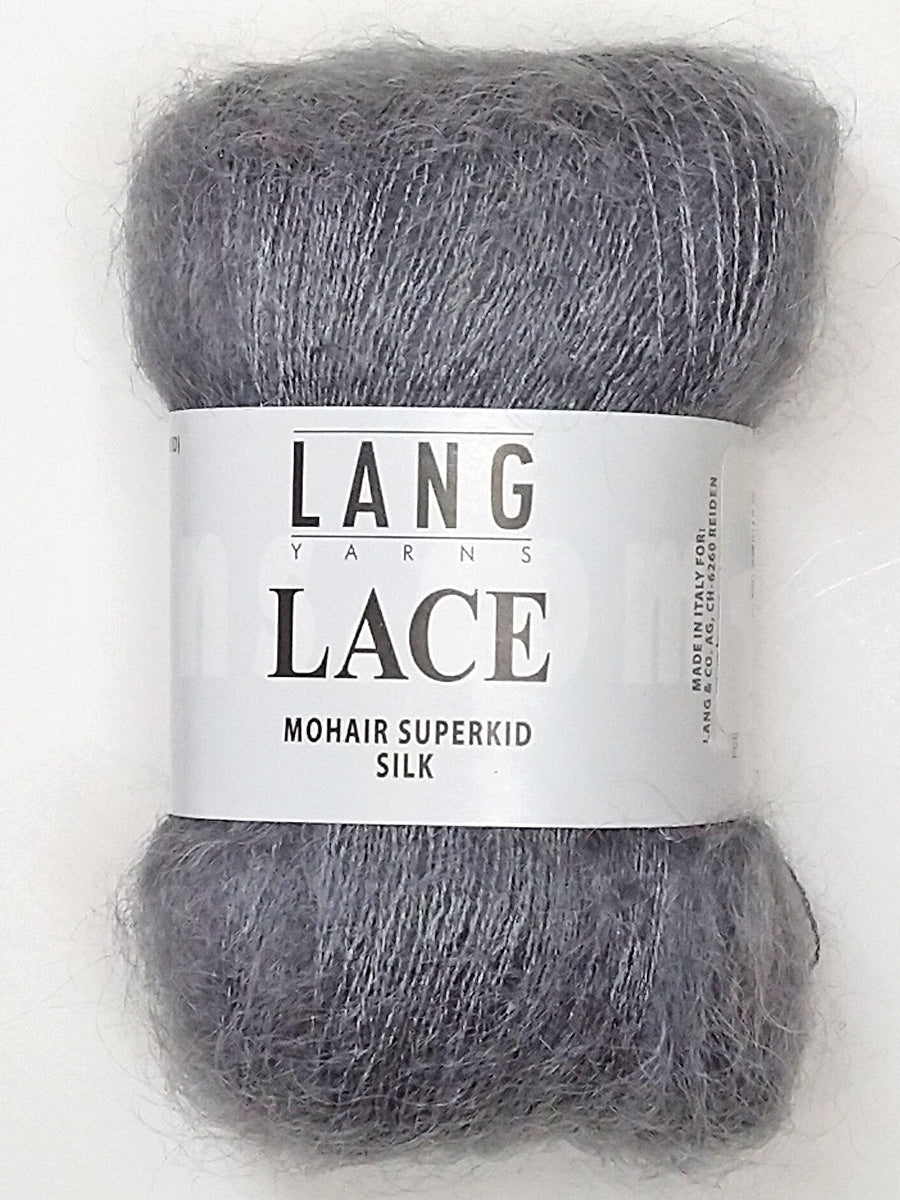 LANG
YARNS
LACE
MOHAIR SUPERKID
SILK
MADE IN ITALY FOR:
LANG & CO. AG, CH-6260 REIDEN